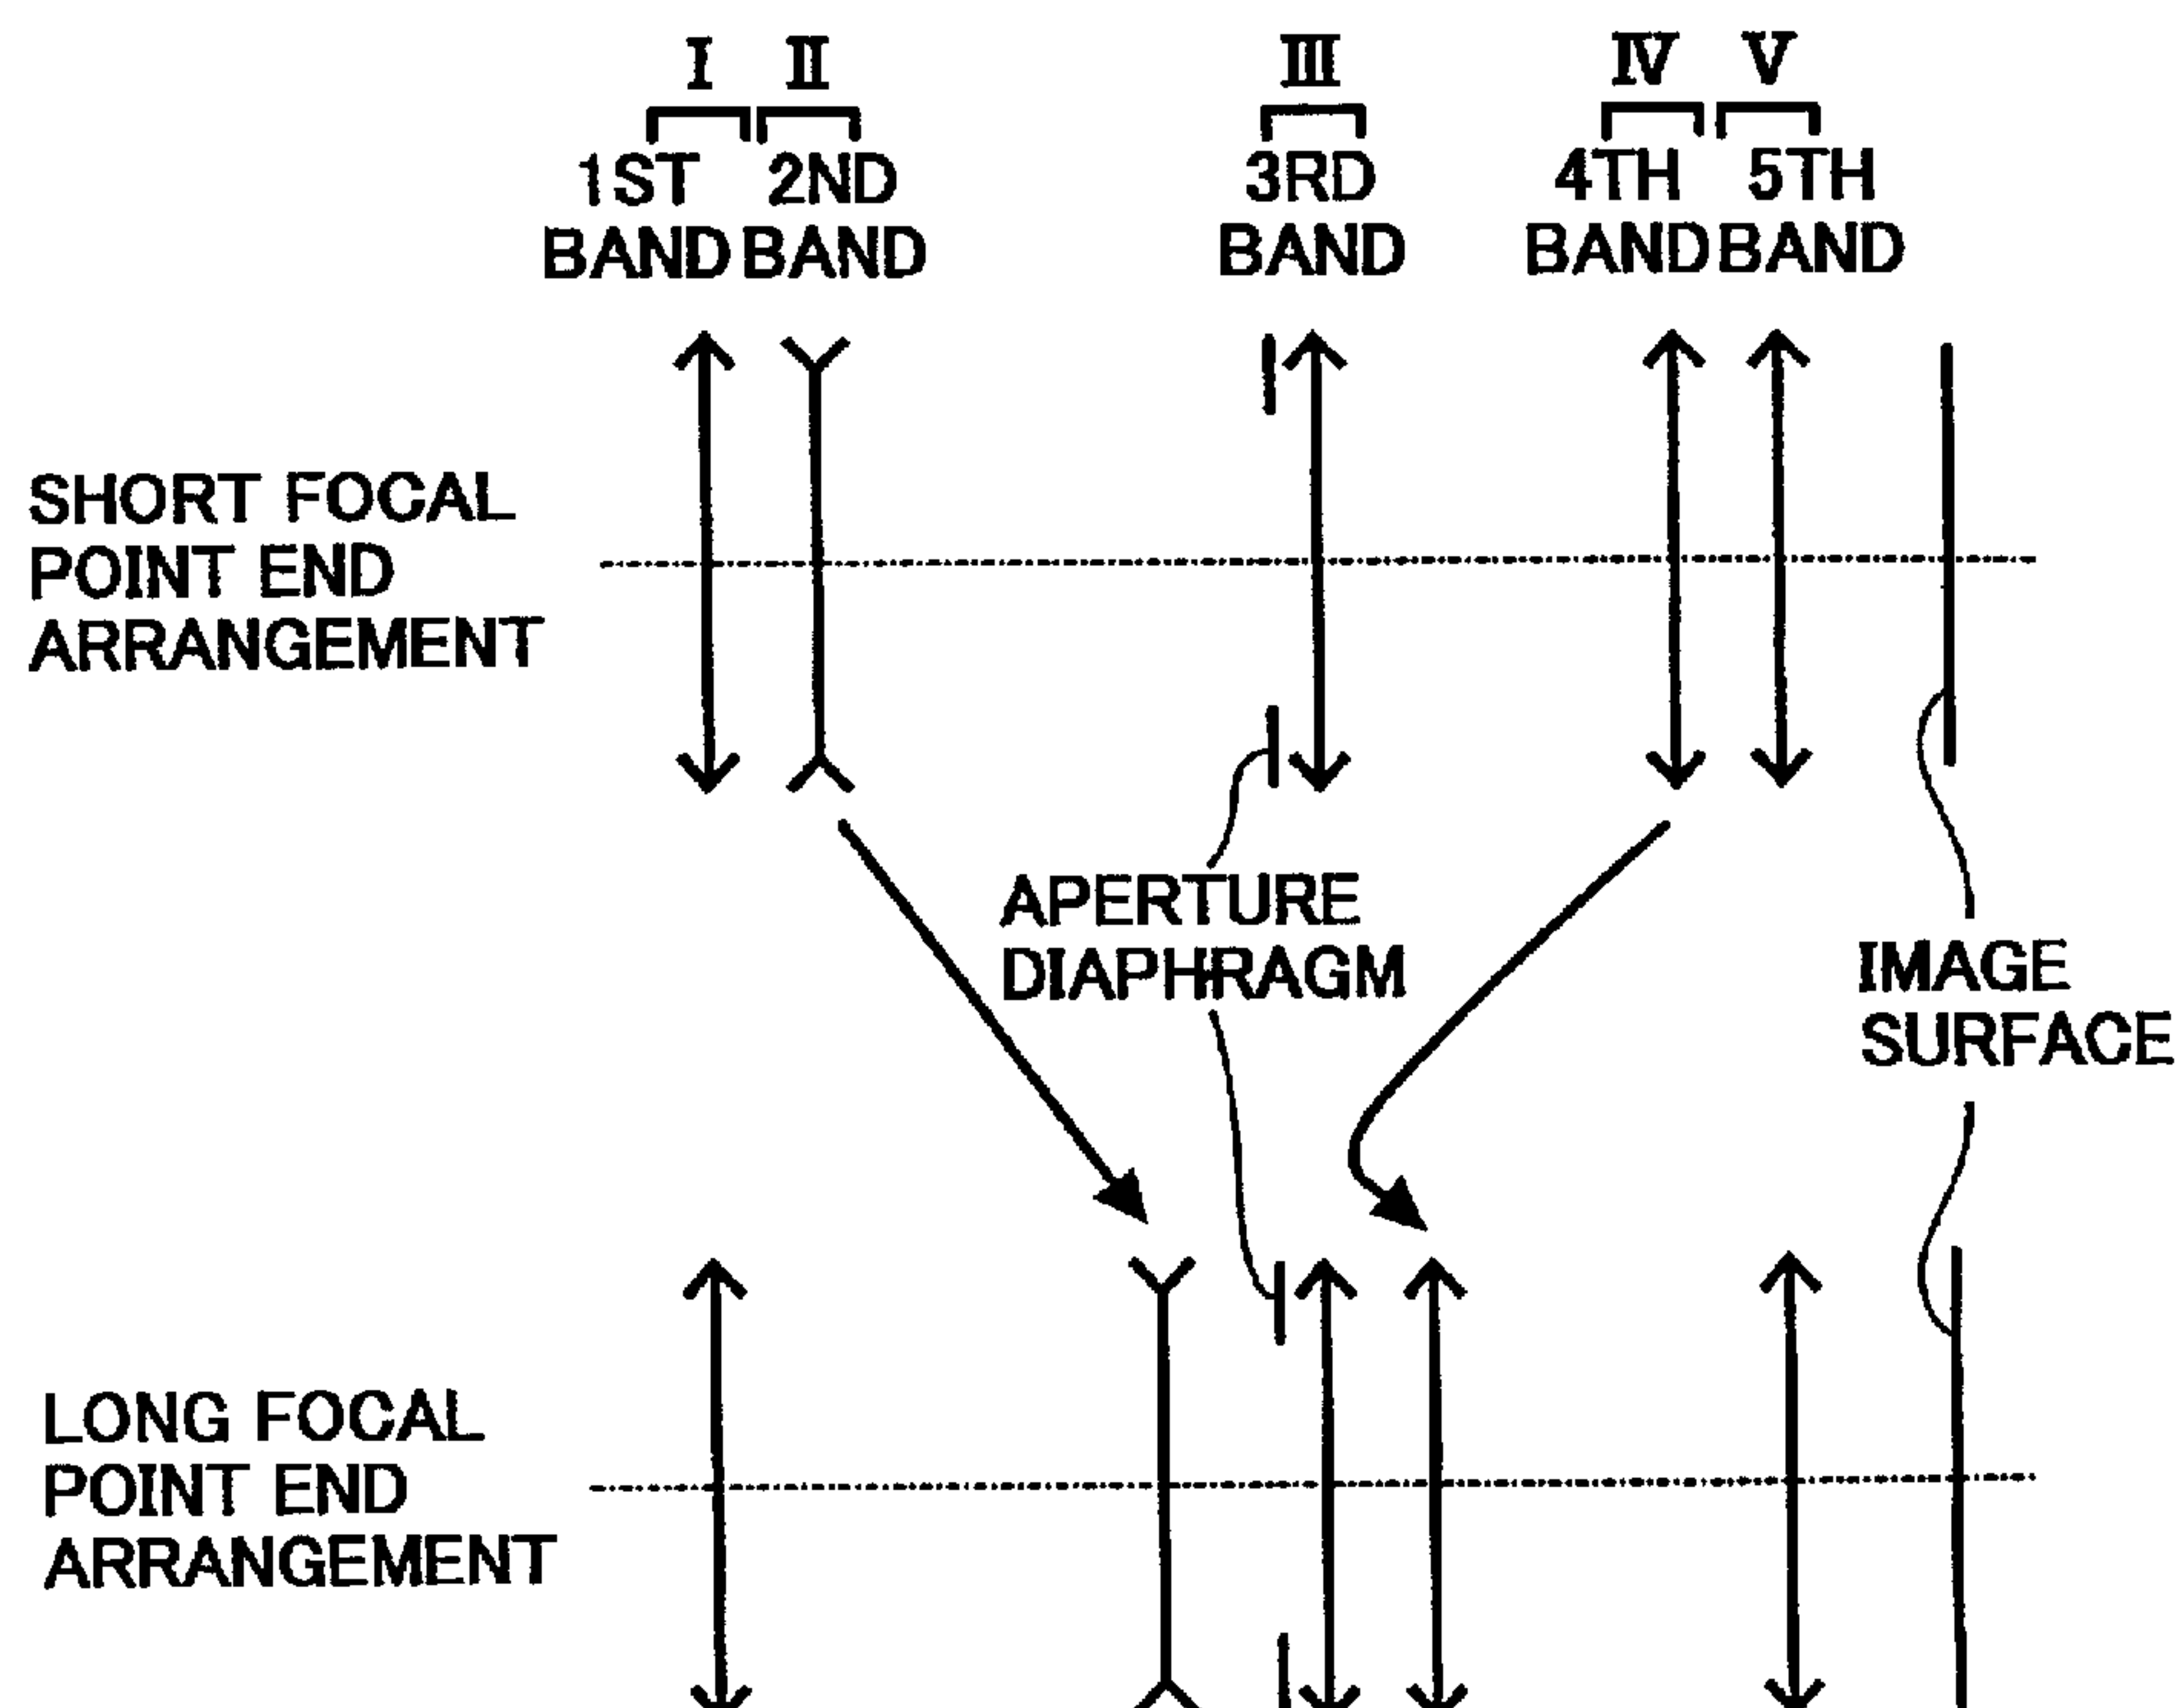 I II III IV V
1ST 2ND 3RD 4TH 5TH
BAND BAND BAND BAND BAND
SHORT FOCAL
POINT END
ARRANGEMENT
APERTURE
DIAPHRAGM
IMAGE
SURFACE
LONG FOCAL
POINT END
ARRANGEMENT